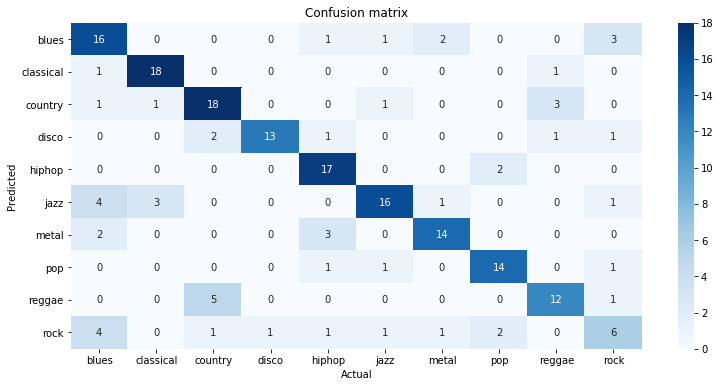 Confusion matrix
blues 16 0 0 0 1 1 2 0 0 3
classical 1 18 0 0 0 0 0 0 1 0
country 1 1 18 0 0 1 0 0 3 0
disco 0 0 2 13 1 0 0 0 1 1
hiphop 0 0 0 0 17 0 0 2 0 0
jazz 4 3 0 0 0 16 1 0 0 1
metal 2 0 0 0 3 0 14 0 0 0
pop 0 0 0 0 1 1 0 14 0 1
reggae 0 0 5 0 0 0 0 0 12 1
rock 4 0 1 1 1 1 1 2 0 6
blues classical country disco hiphop jazz metal pop reggae rock
Actual
Predicted
18
16
14
12
10
8
6
4
2
0